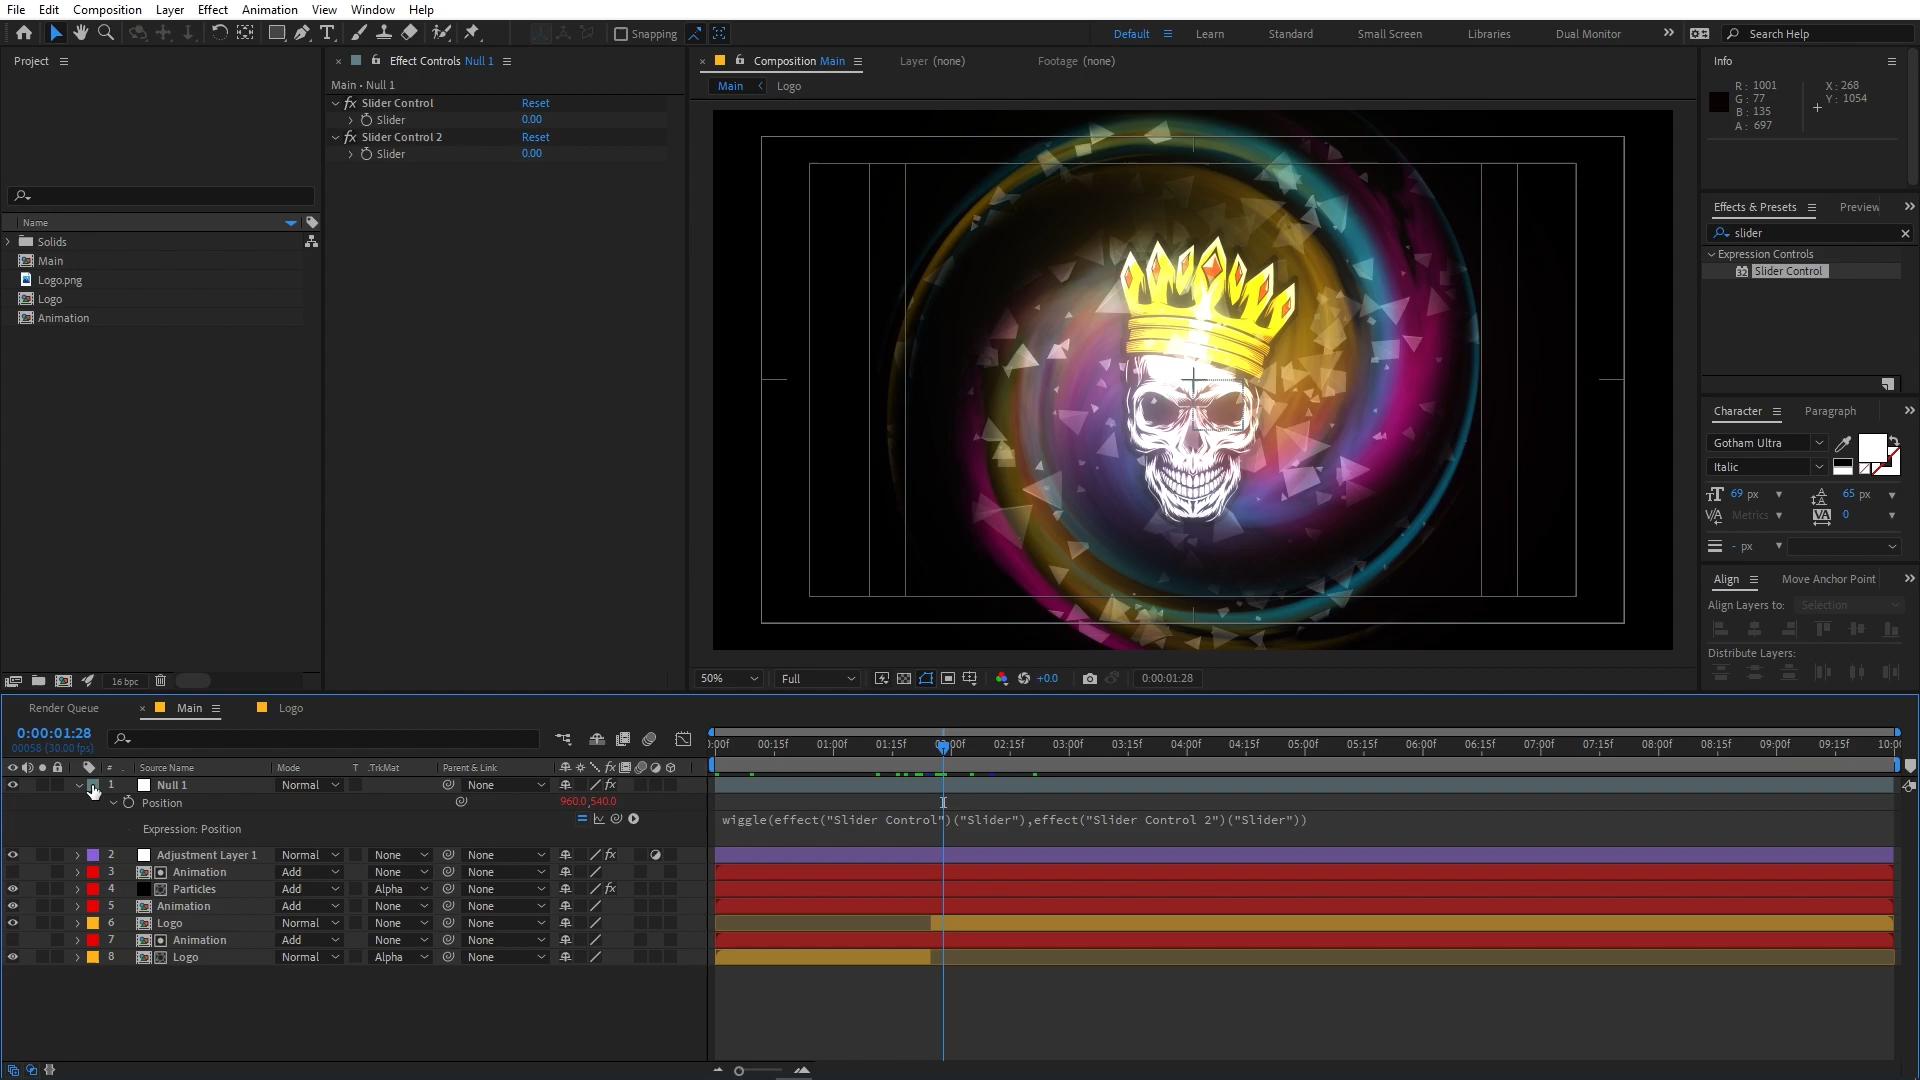 File Edit Composition Layer Effect Animation View Window Help
Snapping Default Learn Standard Small Screen Libraries Dual Monitor Search Help
Project
Effect Controls Null 1
Composition Main Layer (none) Footage (none)
Info
Main • Null 1
Main Logo
R: 1001 X: 268
G: 77 Y: 1054
B: 135
A: 697
fx Slider Control Reset
Slider 0.00
fx Slider Control 2 Reset
Slider 0.00
Name
Solids
Main
Logo.png
Logo
Animation
Effects & Presets Preview
slider
Expression Controls
Slider Control
Character Paragraph
Gotham Ultra
Italic
69 px 65 px
Metrics 0
- px
Align Move Anchor Point
Align Layers to: Selection
Distribute Layers:
16 bpc
50% Full +0.0 0:00:01:28
Render Queue Main Logo
0:00:01:28
00058 (30.00 fps)
:00f 00:15f 01:00f 01:15f 02:00f 02:15f 03:00f 03:15f 04:00f 04:15f 05:00f 05:15f 06:00f 06:15f 07:00f 07:15f 08:00f 08:15f 09:00f 09:15f 10:00
# Source Name Mode T .TrkMat Parent & Link fx
1 Null 1 Normal None fx
Position 960.0,540.0
Expression: Position wiggle(effect("Slider Control")("Slider"),effect("Slider Control 2")("Slider"))
2 Adjustment Layer 1 Normal None None fx
3 Animation Add None None
4 Particles Add Alpha None fx
5 Animation Add None None
6 Logo Normal None None
7 Animation Add None None
8 Logo Normal Alpha None